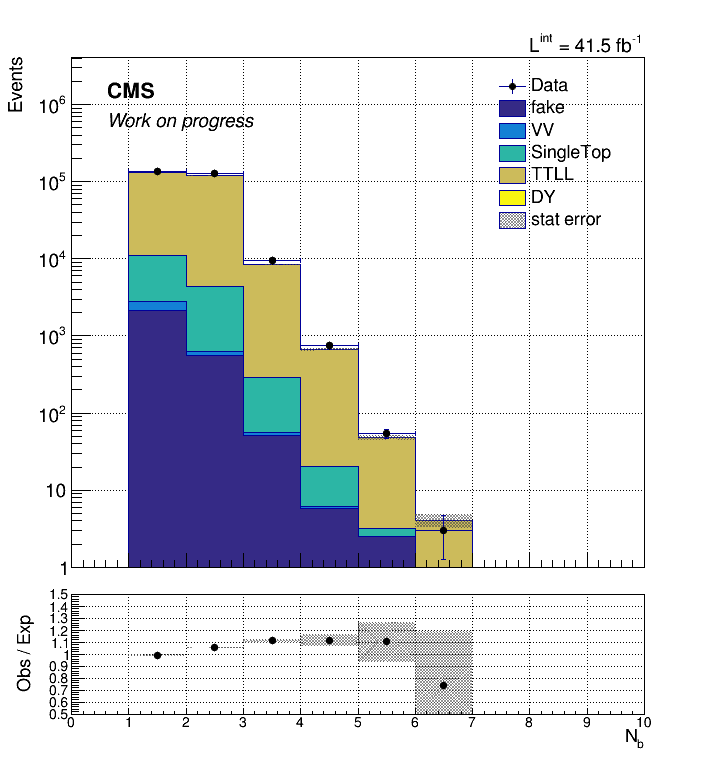 L^int = 41.5 fb^-1
Events
CMS
Work on progress
Data
fake
VV
SingleTop
TTLL
DY
stat error
10^6
10^5
10^4
10^3
10^2
10
1
Obs / Exp
1.5
1.4
1.3
1.2
1.1
1
0.9
0.8
0.7
0.6
0.5
0 1 2 3 4 5 6 7 8 9 10
N_b